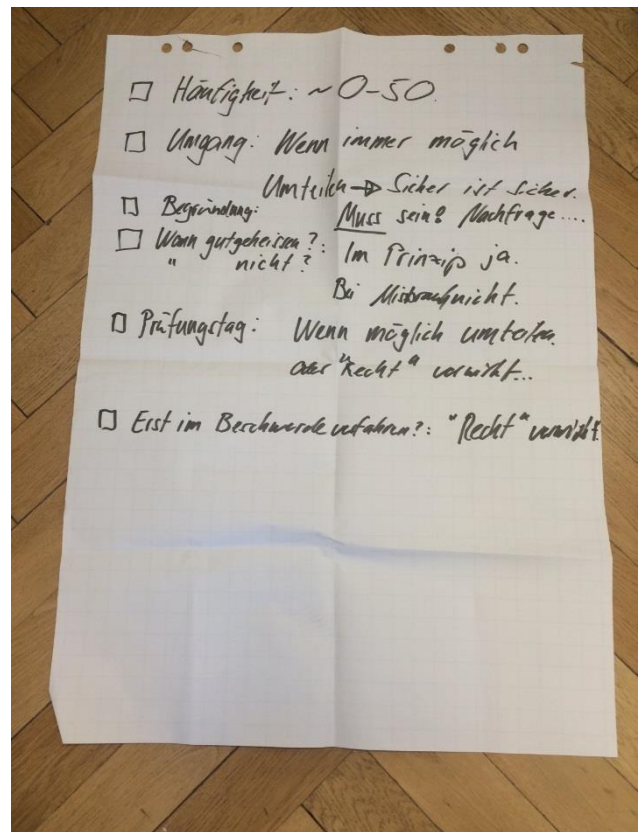 Häufigkeit: ~ 0-50.
Umgang: Wenn immer möglich
Umteilen → Sicher ist sicher.
Begründung: Muss sein? Nachfrage....
Wann gutgeheissen?: Im Prinzip ja.
" nicht? Bei Missbrauch nicht.
Prüfungstag: Wenn möglich umteilen.
oder "Recht" verwirkt...
Erst im Beschwerdeverfahren?: "Recht" verwirkt.